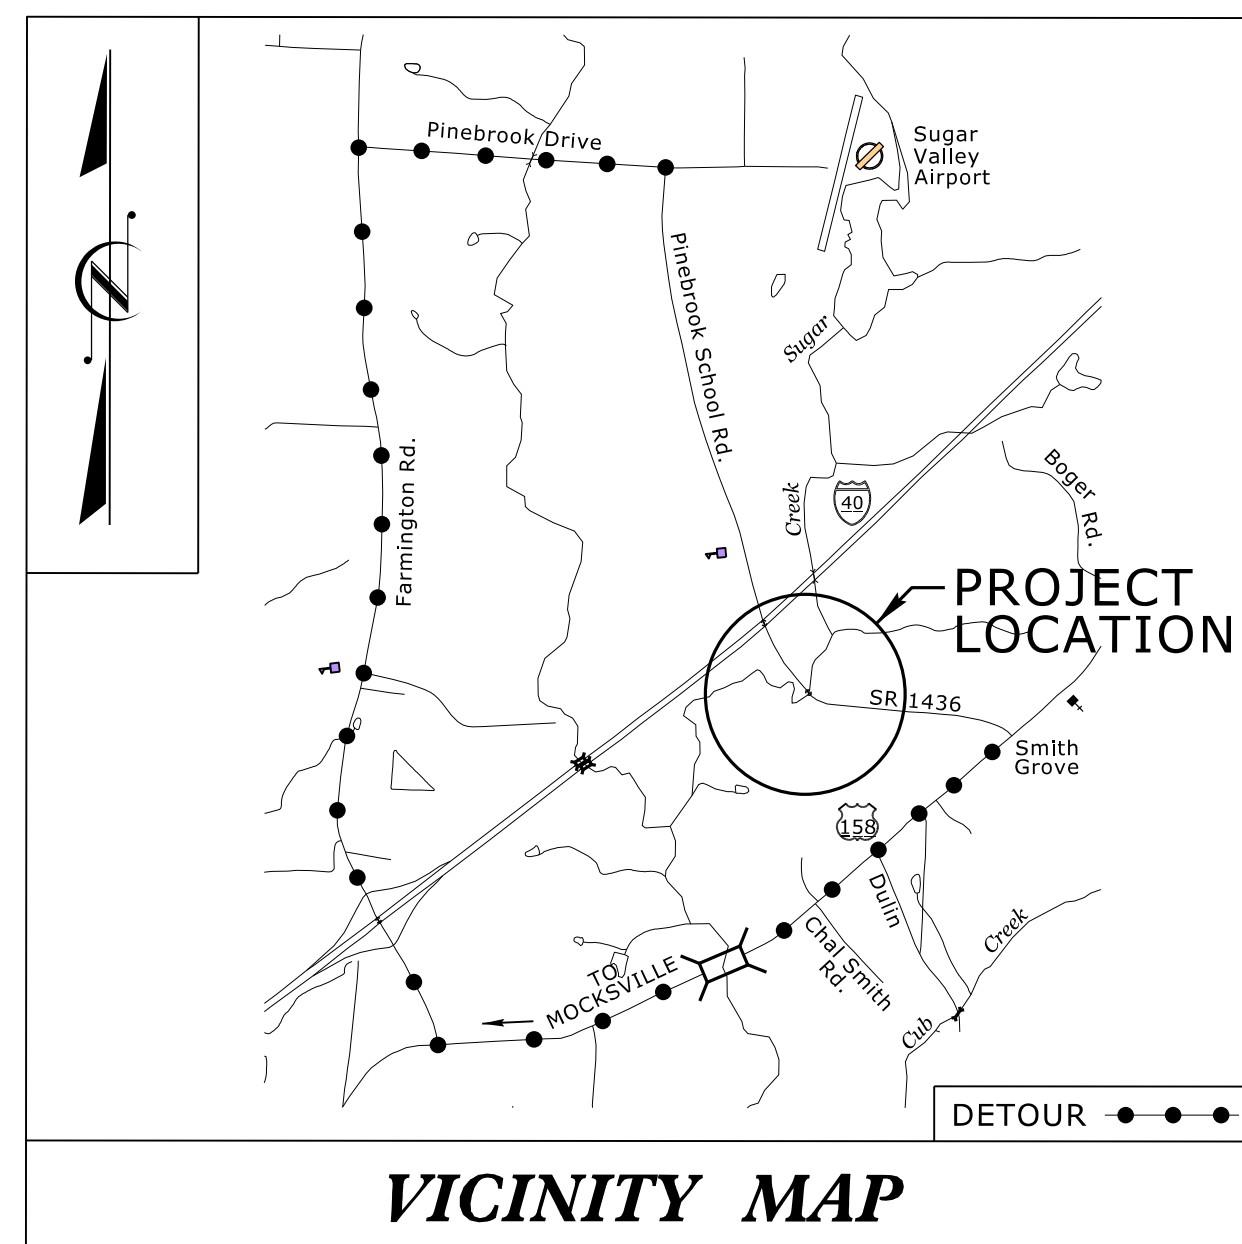 Pinebrook Drive
Sugar
Valley
Airport
Pinebrook School Rd.
Sugar
Farmington Rd.
Creek
40
Boger Rd.
PROJECT
LOCATION
SR 1436
Smith
Grove
158
Dulin
Chal Smith
Rd.
Creek
Cub
TO
MOCKSVILLE
N
DETOUR
VICINITY MAP